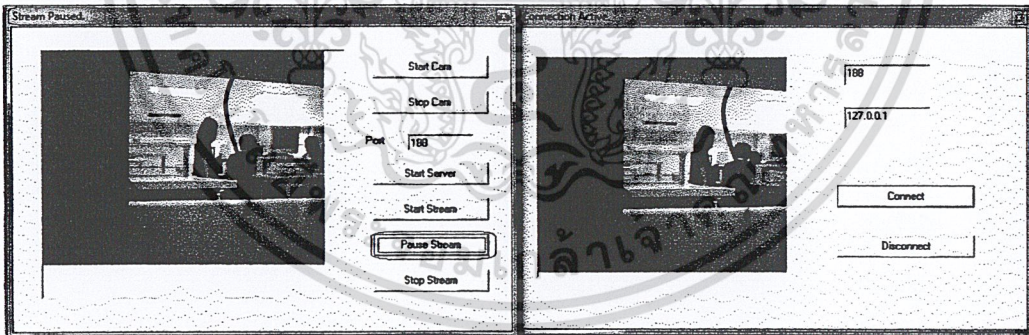 Stream Paused.
Start Cam
Stop Cam
Port 188
Start Server
Start Stream
Pause Stream
Stop Stream
Connection Active.
188
127.0.0.1
Connect
Disconnect